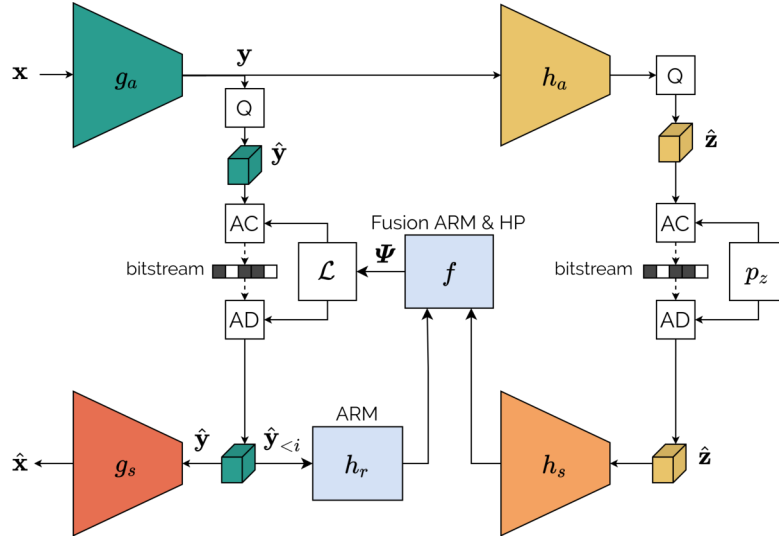 x
g_a
y
h_a
Q
Q
ŷ
ẑ
AC
AC
Fusion ARM & HP
bitstream
ℒ
Ψ
f
bitstream
p_z
AD
AD
ARM
x̂
g_s
ŷ
ŷ_{<i}
h_r
h_s
ẑ